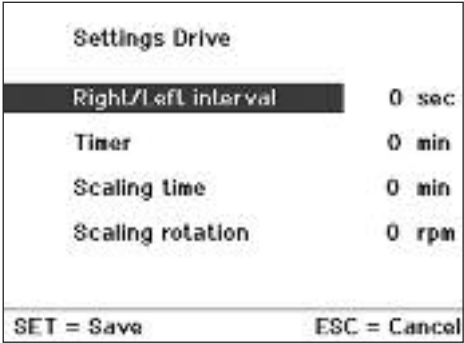 Settings Drive
Right/Left interval 0 sec
Timer 0 min
Scaling time 0 min
Scaling rotation 0 rpm
SET = Save ESC = Cancel